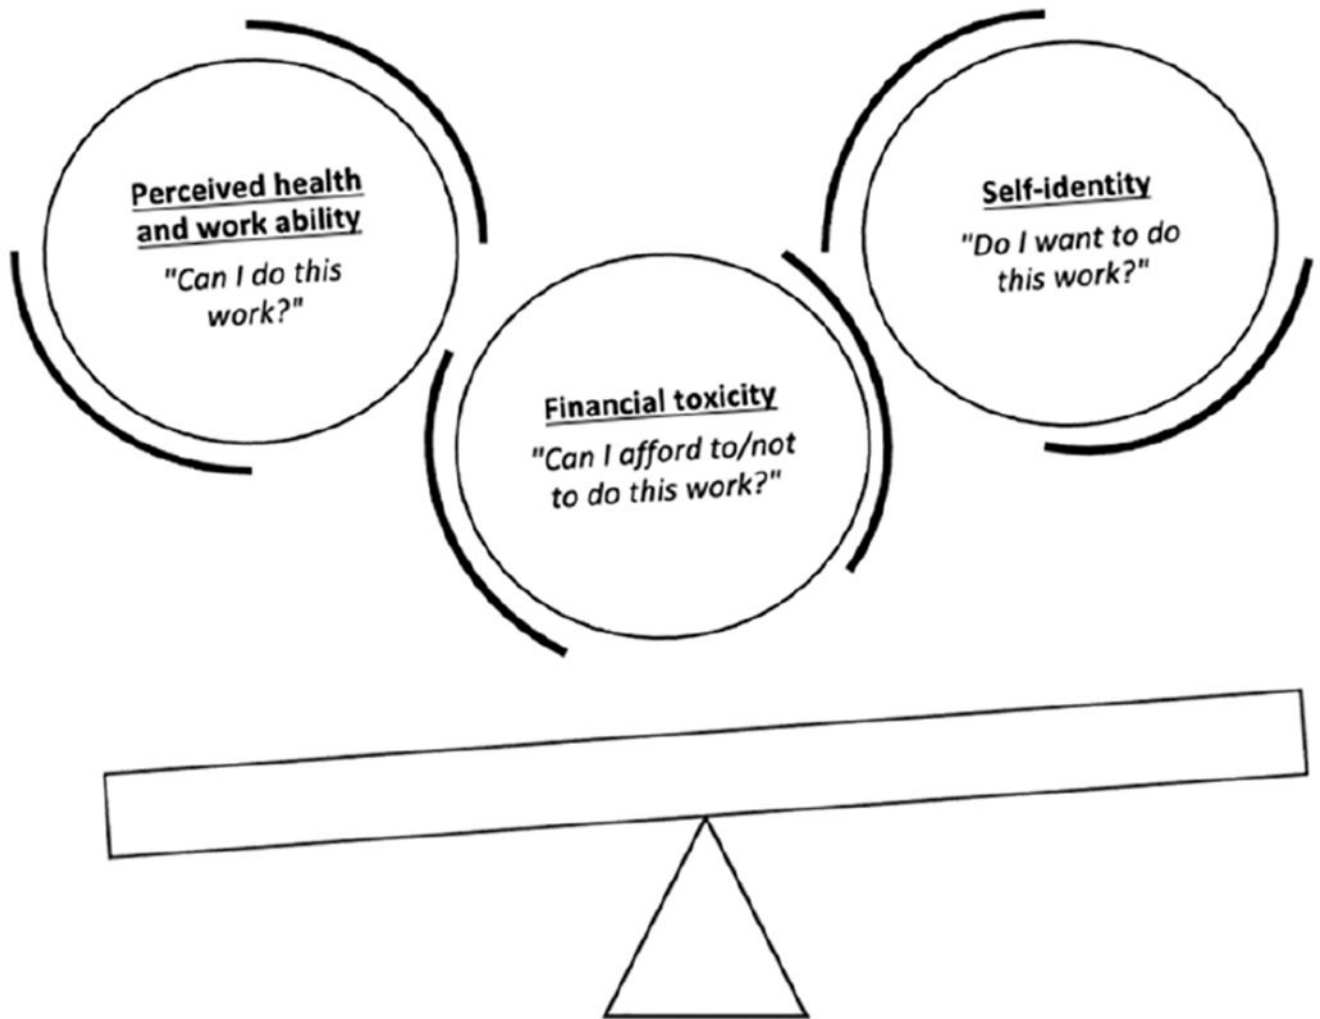 Perceived health
and work ability
"Can I do this
work?"
Financial toxicity
"Can I afford to/not
to do this work?"
Self-identity
"Do I want to do
this work?"